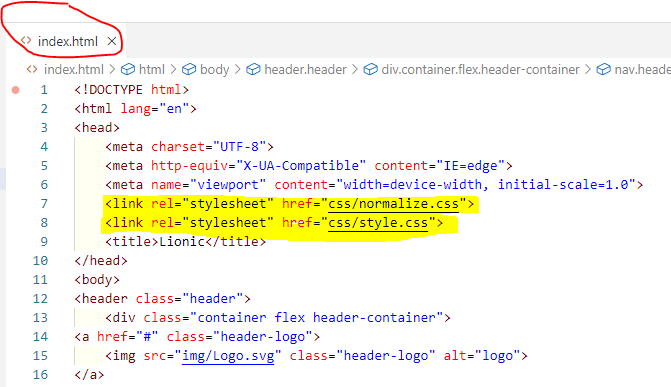 index.html
index.html > html > body > header.header > div.container.flex.header-container > nav.heade
1 <!DOCTYPE html>
2 <html lang="en">
3 <head>
4 <meta charset="UTF-8">
5 <meta http-equiv="X-UA-Compatible" content="IE=edge">
6 <meta name="viewport" content="width=device-width, initial-scale=1.0">
7 <link rel="stylesheet" href="css/normalize.css">
8 <link rel="stylesheet" href="css/style.css">
9 <title>Lionic</title>
10 </head>
11 <body>
12 <header class="header">
13 <div class="container flex header-container">
14 <a href="#" class="header-logo">
15 <img src="img/Logo.svg" class="header-logo" alt="logo">
16 </a>